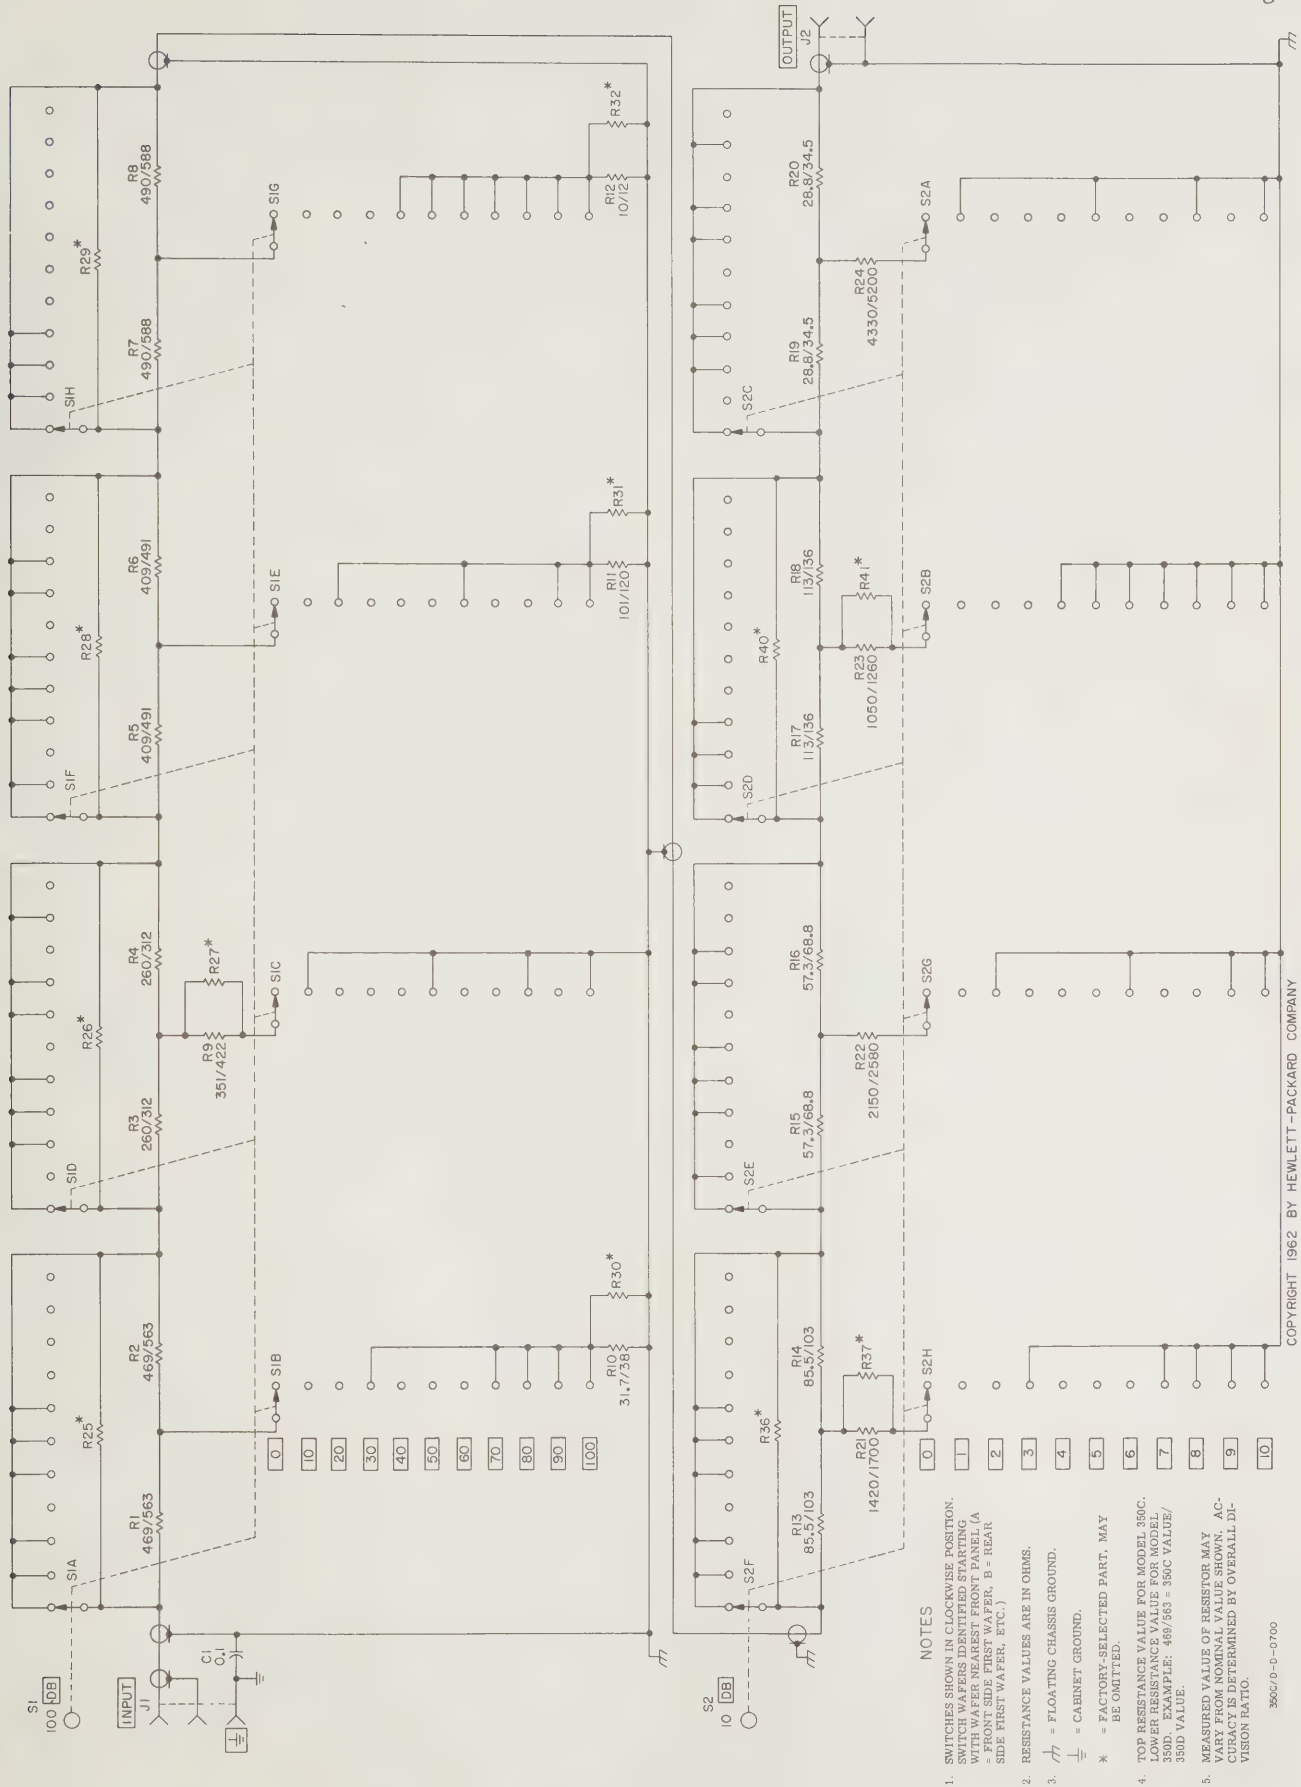 S1
100 DB
INPUT
J1
C1
0.1
S1A
R25*
R1
469/563
R2
469/563
S1B
R10
31.7/38
R30*
S1D
R26*
R3
260/312
R4
260/312
R9
351/422
R27*
S1C
S1F
R28*
R5
409/491
R6
409/491
S1E
R11
101/120
R31*
S1H
R29*
R7
490/588
R8
490/588
S1G
R12
10/12
R32*
0
10
20
30
40
50
60
70
80
90
100
S2
10 DB
S2F
R36*
R13
85.5/103
R14
85.5/103
R21
1420/1700
R37*
S2H
S2E
R15
57.3/68.8
R16
57.3/68.8
R22
2150/2580
S2G
S2D
R40*
R17
113/136
R18
113/136
R23
1050/1260
R41*
S2B
S2C
R19
28.8/34.5
R20
28.8/34.5
R24
4330/5200
S2A
OUTPUT
J2
0
1
2
3
4
5
6
7
8
9
10
NOTES
1. SWITCHES SHOWN IN CLOCKWISE POSITION.
SWITCH WAFERS IDENTIFIED STARTING
WITH WAFER NEAREST FRONT PANEL (A
= FRONT SIDE FIRST WAFER, B = REAR
SIDE FIRST WAFER, ETC.)
2. RESISTANCE VALUES ARE IN OHMS.
3. = FLOATING CHASSIS GROUND.
= CABINET GROUND.
* = FACTORY-SELECTED PART, MAY
BE OMITTED.
4. TOP RESISTANCE VALUE FOR MODEL 350C.
LOWER RESISTANCE VALUE FOR MODEL
350D. EXAMPLE: 469/563 = 350C VALUE/
350D VALUE.
5. MEASURED VALUE OF RESISTOR MAY
VARY FROM NOMINAL VALUE SHOWN. AC-
CURACY IS DETERMINED BY OVERALL DI-
VISION RATIO.
350C/D-D-0700
COPYRIGHT 1962 BY HEWLETT-PACKARD COMPANY